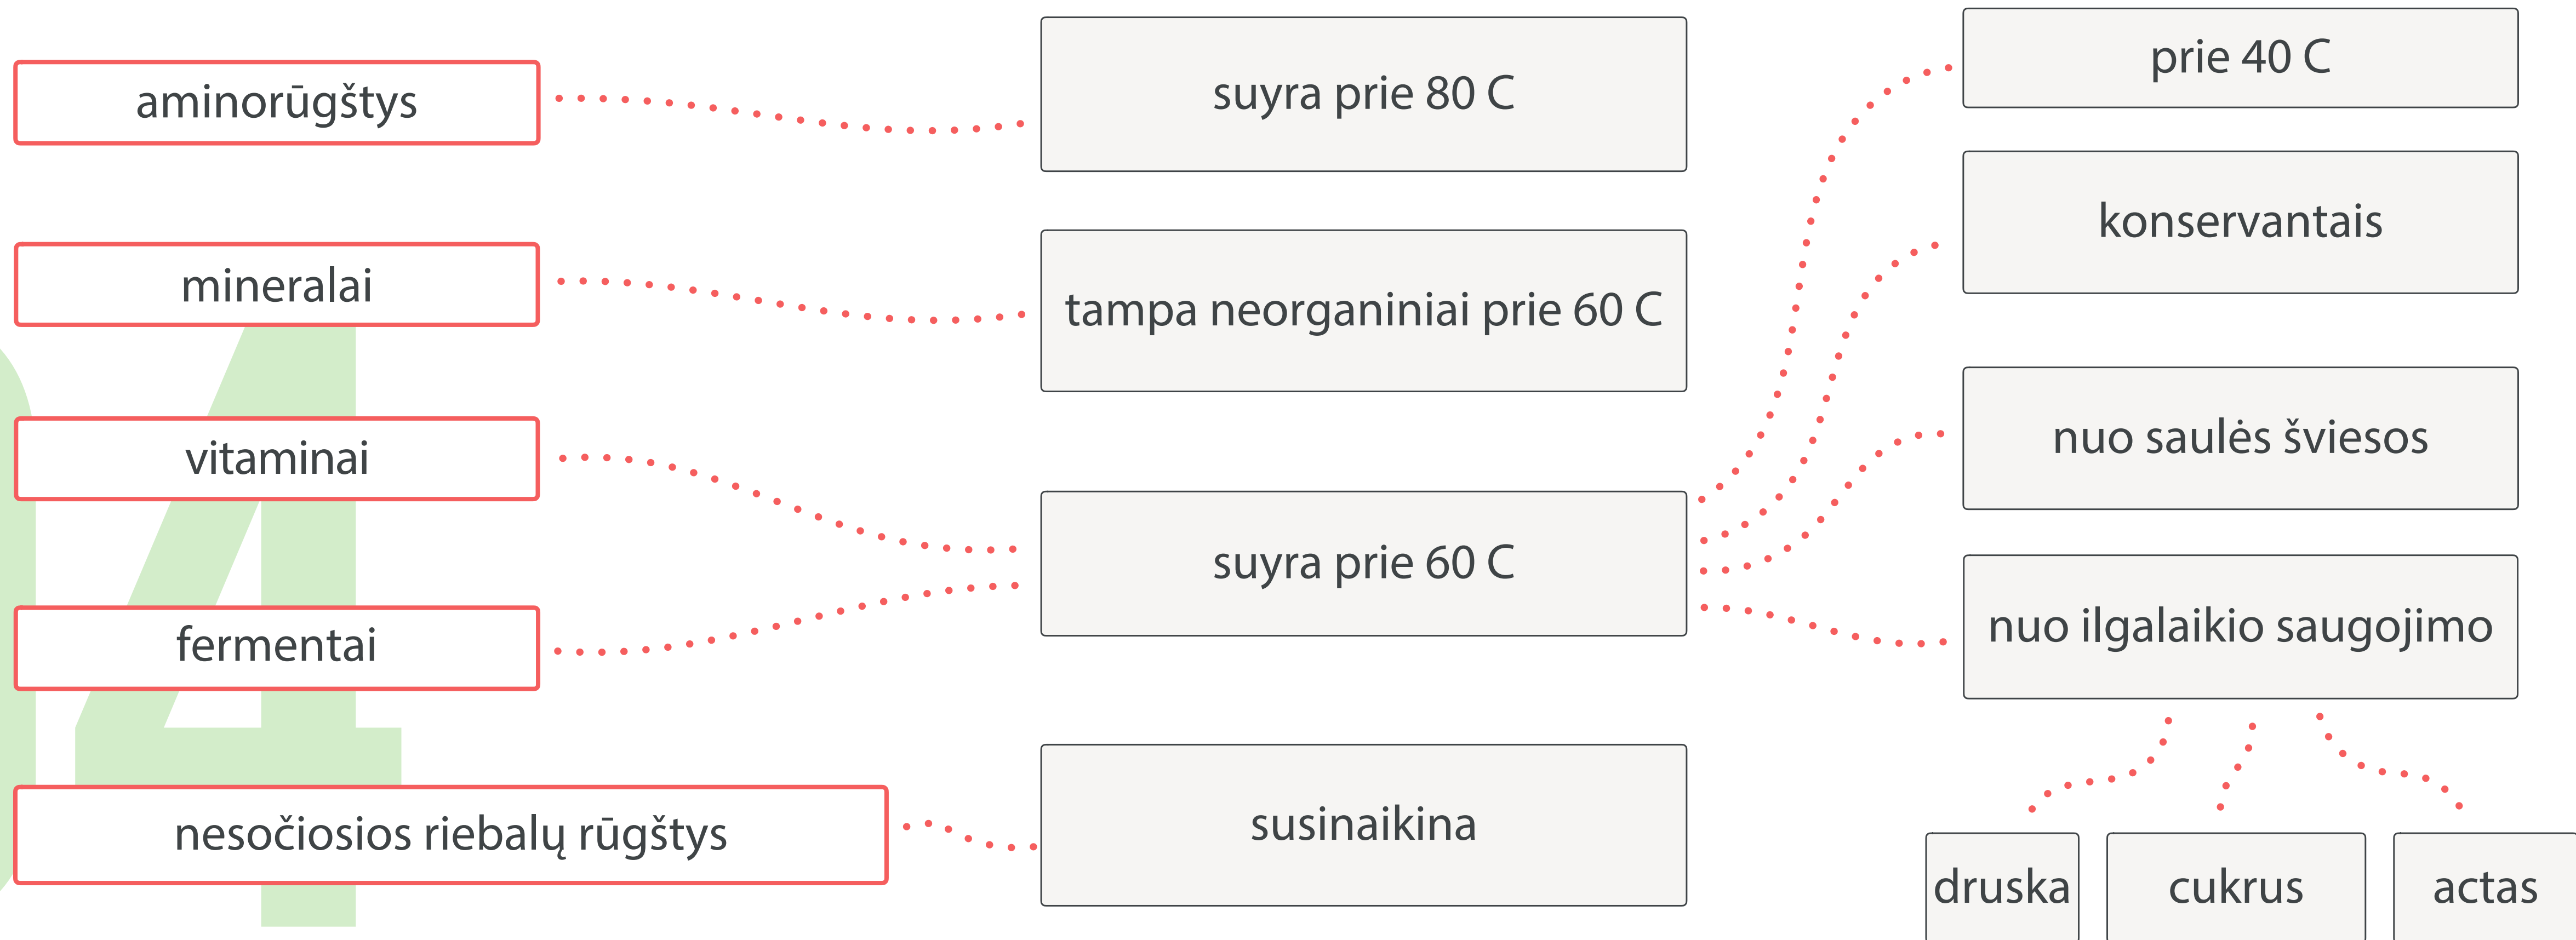 aminorūgštys
suyra prie 80 C
prie 40 C
mineralai
tampa neorganiniai prie 60 C
konservantais
vitaminai
suyra prie 60 C
nuo saulės šviesos
fermentai
nuo ilgalaikio saugojimo
nesočiosios riebalų rūgštys
susinaikina
druska
cukrus
actas
4